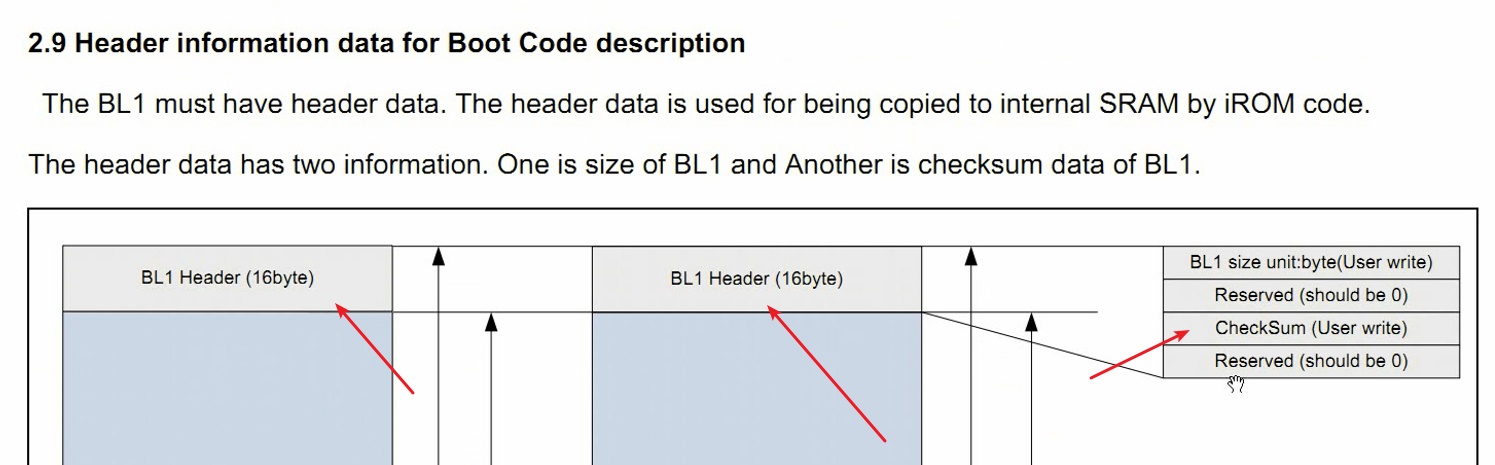 2.9 Header information data for Boot Code description
The BL1 must have header data. The header data is used for being copied to internal SRAM by iROM code.
The header data has two information. One is size of BL1 and Another is checksum data of BL1.
BL1 Header (16byte)
BL1 Header (16byte)
BL1 size unit:byte(User write)
Reserved (should be 0)
CheckSum (User write)
Reserved (should be 0)